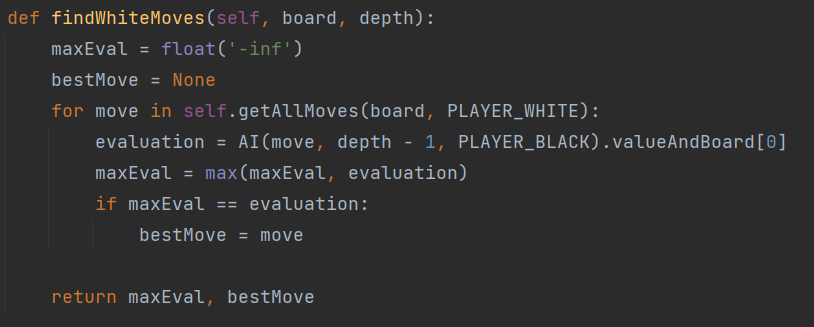 def findWhiteMoves(self, board, depth):
    maxEval = float('-inf')
    bestMove = None
    for move in self.getAllMoves(board, PLAYER_WHITE):
        evaluation = AI(move, depth - 1, PLAYER_BLACK).valueAndBoard[0]
        maxEval = max(maxEval, evaluation)
        if maxEval == evaluation:
            bestMove = move
    return maxEval, bestMove